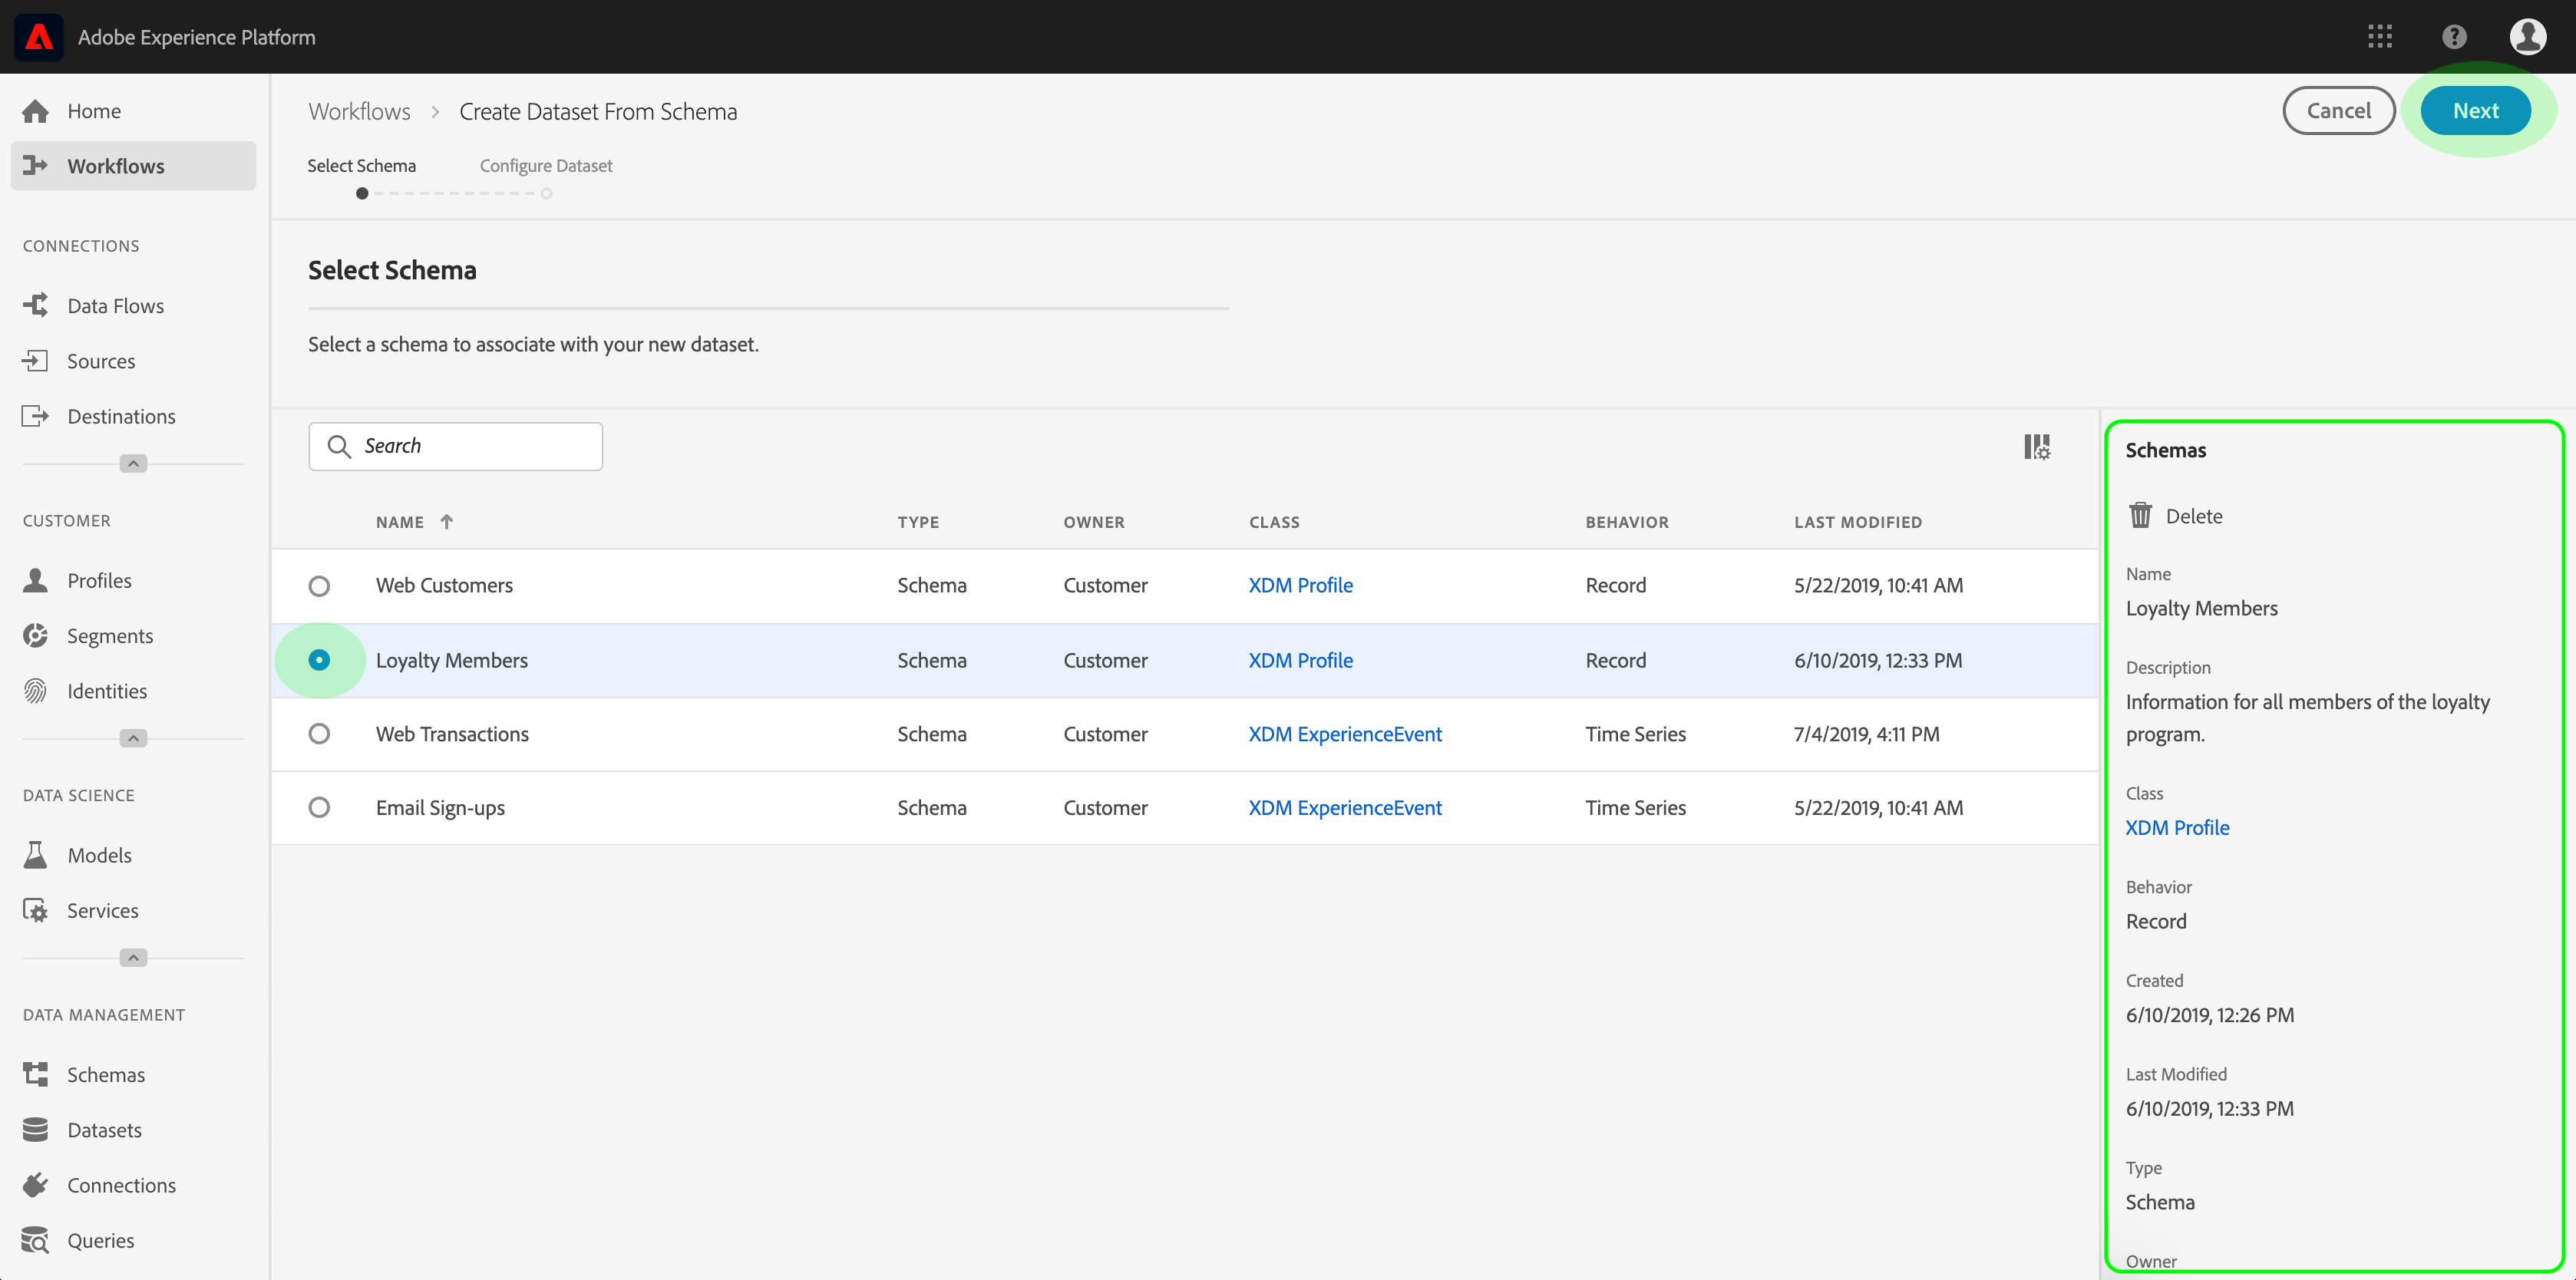 Adobe Experience Platform
?
Home
Workflows
CONNECTIONS
Data Flows
Sources
Destinations
CUSTOMER
Profiles
Segments
Identities
DATA SCIENCE
Models
Services
DATA MANAGEMENT
Schemas
Datasets
Connections
Queries
Workflows > Create Dataset From Schema
Cancel
Next
Select Schema Configure Dataset
Select Schema
Select a schema to associate with your new dataset.
Search
NAME TYPE OWNER CLASS BEHAVIOR LAST MODIFIED
Web Customers Schema Customer XDM Profile Record 5/22/2019, 10:41 AM
Loyalty Members Schema Customer XDM Profile Record 6/10/2019, 12:33 PM
Web Transactions Schema Customer XDM ExperienceEvent Time Series 7/4/2019, 4:11 PM
Email Sign-ups Schema Customer XDM ExperienceEvent Time Series 5/22/2019, 10:41 AM
Schemas
Delete
Name
Loyalty Members
Description
Information for all members of the loyalty
program.
Class
XDM Profile
Behavior
Record
Created
6/10/2019, 12:26 PM
Last Modified
6/10/2019, 12:33 PM
Type
Schema
Owner